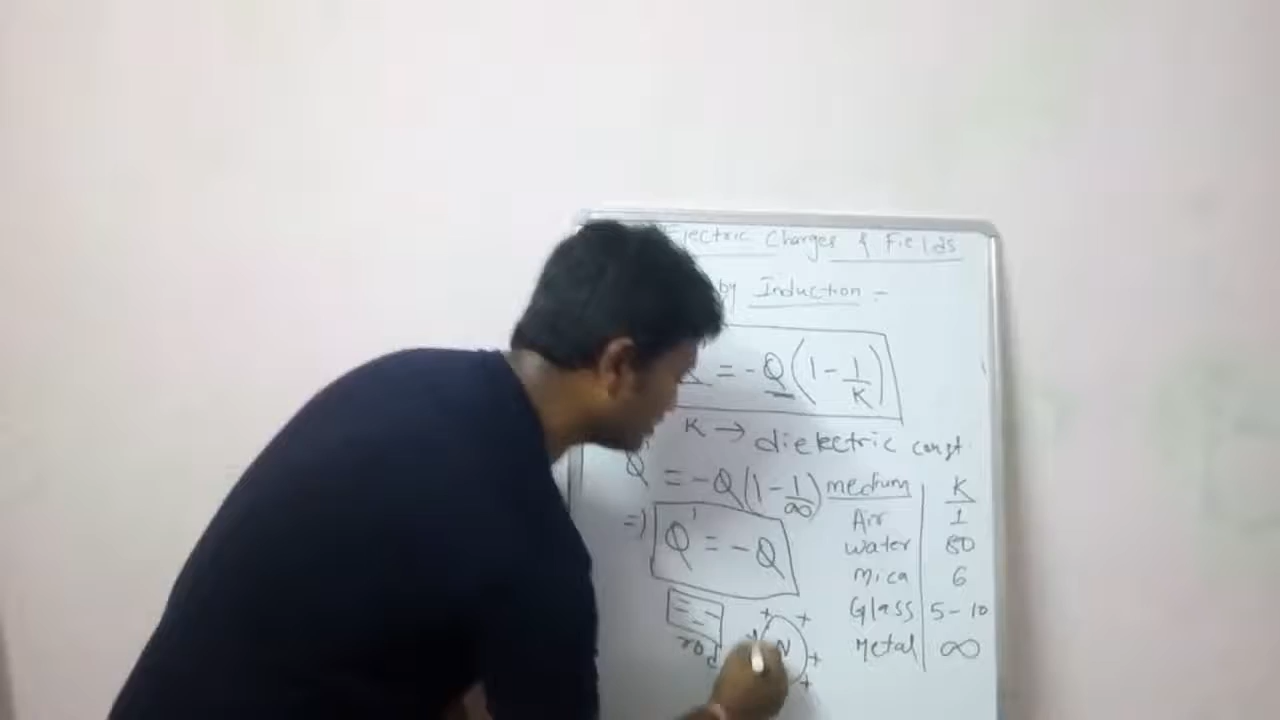 Electric Charges & Fields
by Induction -
= -Q(1 - 1/K)
K → dielectric const.
Q' = -Q(1 - 1/∞)
=) Q' = -Q
medium K
Air 1
water 80
Mica 6
Glass 5-10
Metal ∞
- - - -
rod
+ + + + + N